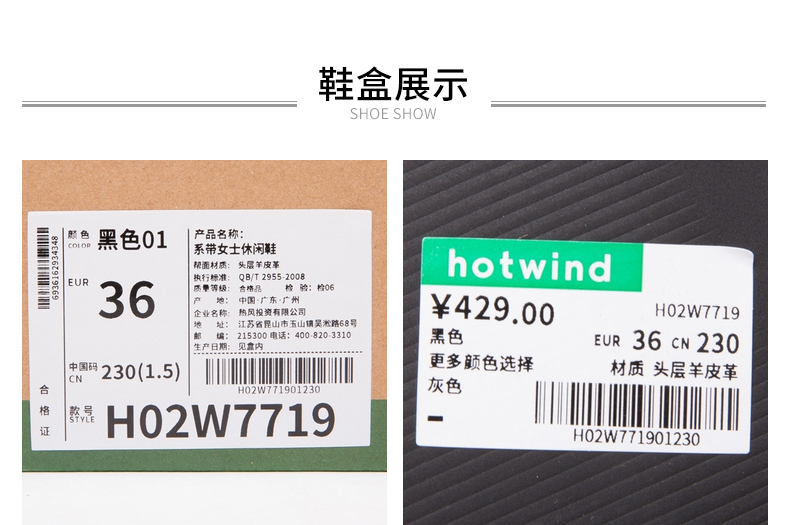 鞋盒展示
SHOE SHOW
6936162934348
颜色 黑色01
COLOR
EUR
36
中国码 230(1.5)
CN
合格证
款号 H02W7719
STYLE
产品名称:
系带女士休闲鞋
帮面材质: 头层羊皮革
执行标准: QB/T 2955-2008
质量等级: 合格品 检 验: 检06
产 地: 中国·广东·广州
企业名称: 热风投资有限公司
地 址: 江苏省昆山市玉山镇吴淞路68号
邮 编: 215300 电话: 400-820-3310
生产日期: 见盒内
H02W771901230
hotwind
¥429.00
H02W7719
黑色
EUR 36 CN 230
更多颜色选择
材质 头层羊皮革
灰色
H02W771901230